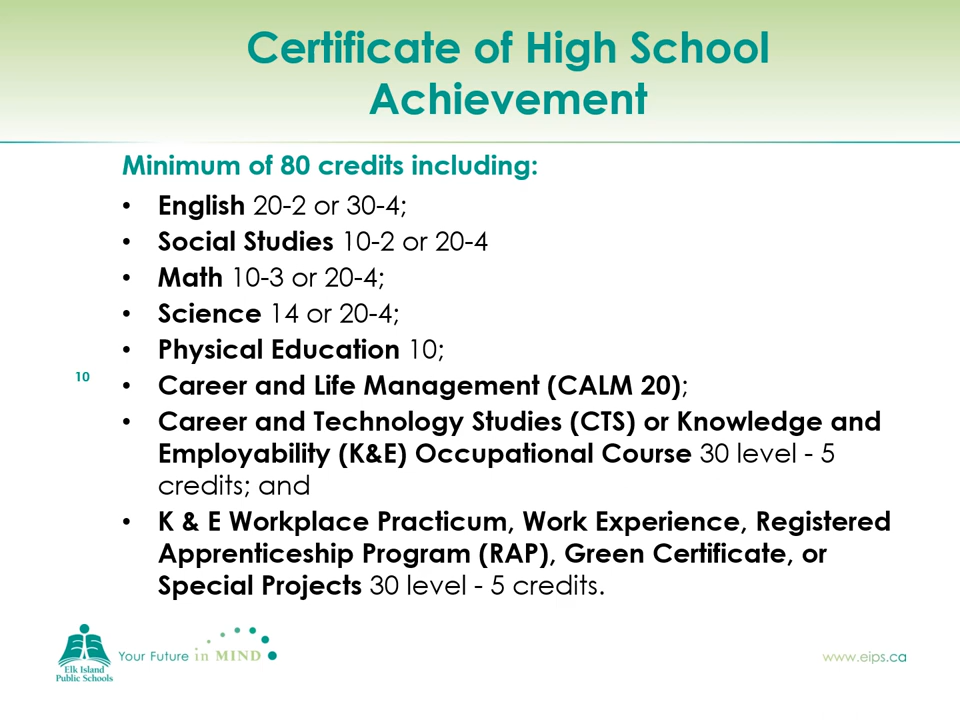 Certificate of High School
Achievement
Minimum of 80 credits including:
• English 20-2 or 30-4;
• Social Studies 10-2 or 20-4
• Math 10-3 or 20-4;
• Science 14 or 20-4;
• Physical Education 10;
10
• Career and Life Management (CALM 20);
• Career and Technology Studies (CTS) or Knowledge and
Employability (K&E) Occupational Course 30 level - 5
credits; and
• K & E Workplace Practicum, Work Experience, Registered
Apprenticeship Program (RAP), Green Certificate, or
Special Projects 30 level - 5 credits.
Elk Island
Public Schools
Your Future in MIND
www.eips.ca